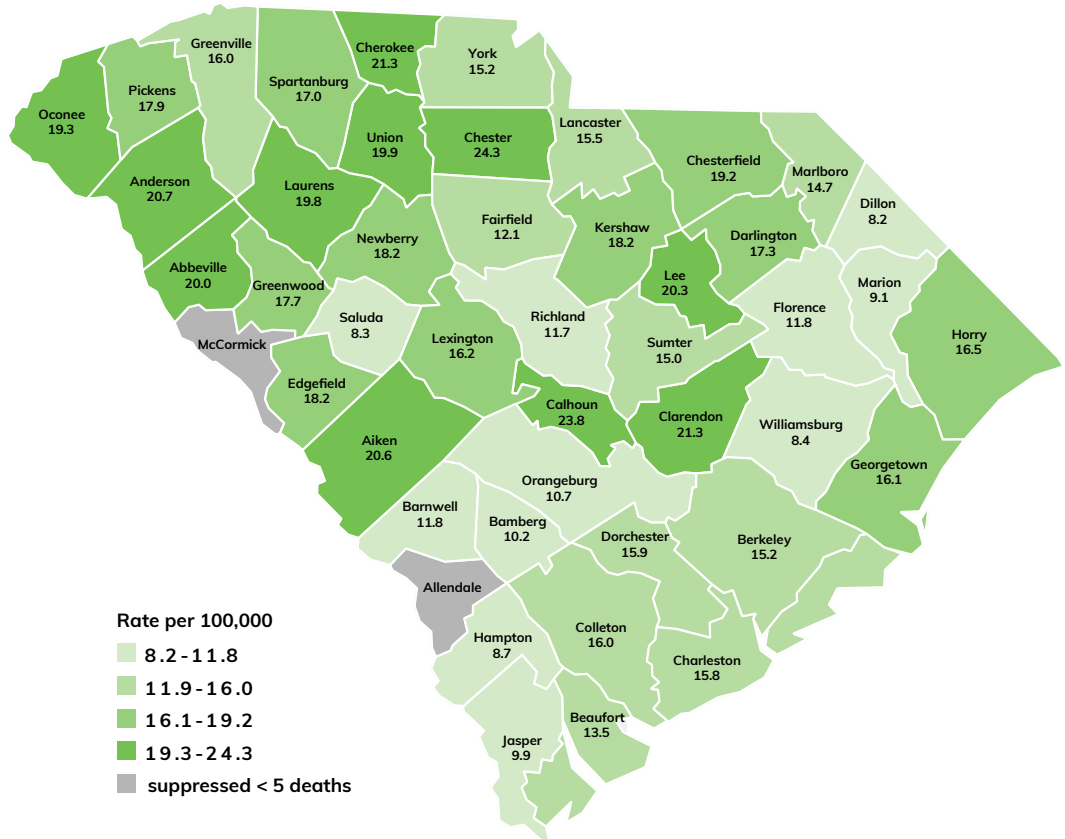 Greenville
16.0
Cherokee
21.3
York
15.2
Spartanburg
17.0
Pickens
17.9
Oconee
19.3
Union
19.9
Chester
24.3
Lancaster
15.5
Chesterfield
19.2
Marlboro
14.7
Anderson
20.7
Laurens
19.8
Dillon
8.2
Fairfield
12.1
Kershaw
18.2
Darlington
17.3
Newberry
18.2
Abbeville
20.0
Greenwood
17.7
Lee
20.3
Marion
9.1
Saluda
8.3
Richland
11.7
Florence
11.8
McCormick
Lexington
16.2
Sumter
15.0
Horry
16.5
Edgefield
18.2
Calhoun
23.8
Clarendon
21.3
Williamsburg
8.4
Aiken
20.6
Georgetown
16.1
Orangeburg
10.7
Barnwell
11.8
Bamberg
10.2
Dorchester
15.9
Berkeley
15.2
Allendale
Colleton
16.0
Hampton
8.7
Charleston
15.8
Beaufort
13.5
Jasper
9.9
Rate per 100,000
8.2-11.8
11.9-16.0
16.1-19.2
19.3-24.3
suppressed < 5 deaths